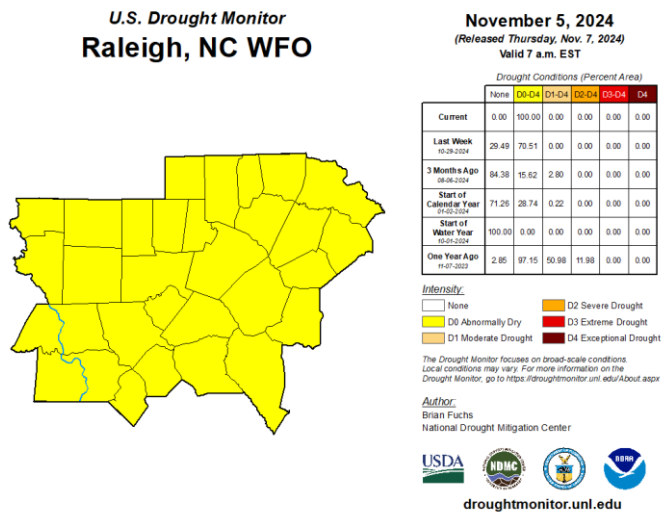 U.S. Drought Monitor
Raleigh, NC WFO
November 5, 2024
(Released Thursday, Nov. 7, 2024)
Valid 7 a.m. EST
Drought Conditions (Percent Area)
None D0-D4 D1-D4 D2-D4 D3-D4 D4
Current 0.00 100.00 0.00 0.00 0.00 0.00
Last Week 10-29-2024 29.49 70.51 0.00 0.00 0.00 0.00
3 Months Ago 08-06-2024 84.38 15.62 2.80 0.00 0.00 0.00
Start of Calendar Year 01-02-2024 71.26 28.74 0.22 0.00 0.00 0.00
Start of Water Year 10-01-2024 100.00 0.00 0.00 0.00 0.00 0.00
One Year Ago 11-07-2023 2.85 97.15 50.98 11.98 0.00 0.00
Intensity:
None
D0 Abnormally Dry
D1 Moderate Drought
D2 Severe Drought
D3 Extreme Drought
D4 Exceptional Drought
The Drought Monitor focuses on broad-scale conditions.
Local conditions may vary. For more information on the
Drought Monitor, go to https://droughtmonitor.unl.edu/About.aspx
Author:
Brian Fuchs
National Drought Mitigation Center
USDA
NDMC
NOAA
droughtmonitor.unl.edu